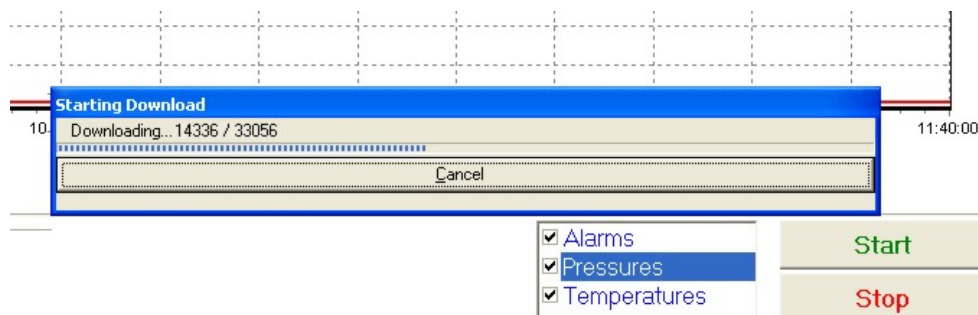 Starting Download
10.
Downloading...14336 / 33056
11:40:00
Cancel
Alarms
Start
Pressures
Temperatures
Stop